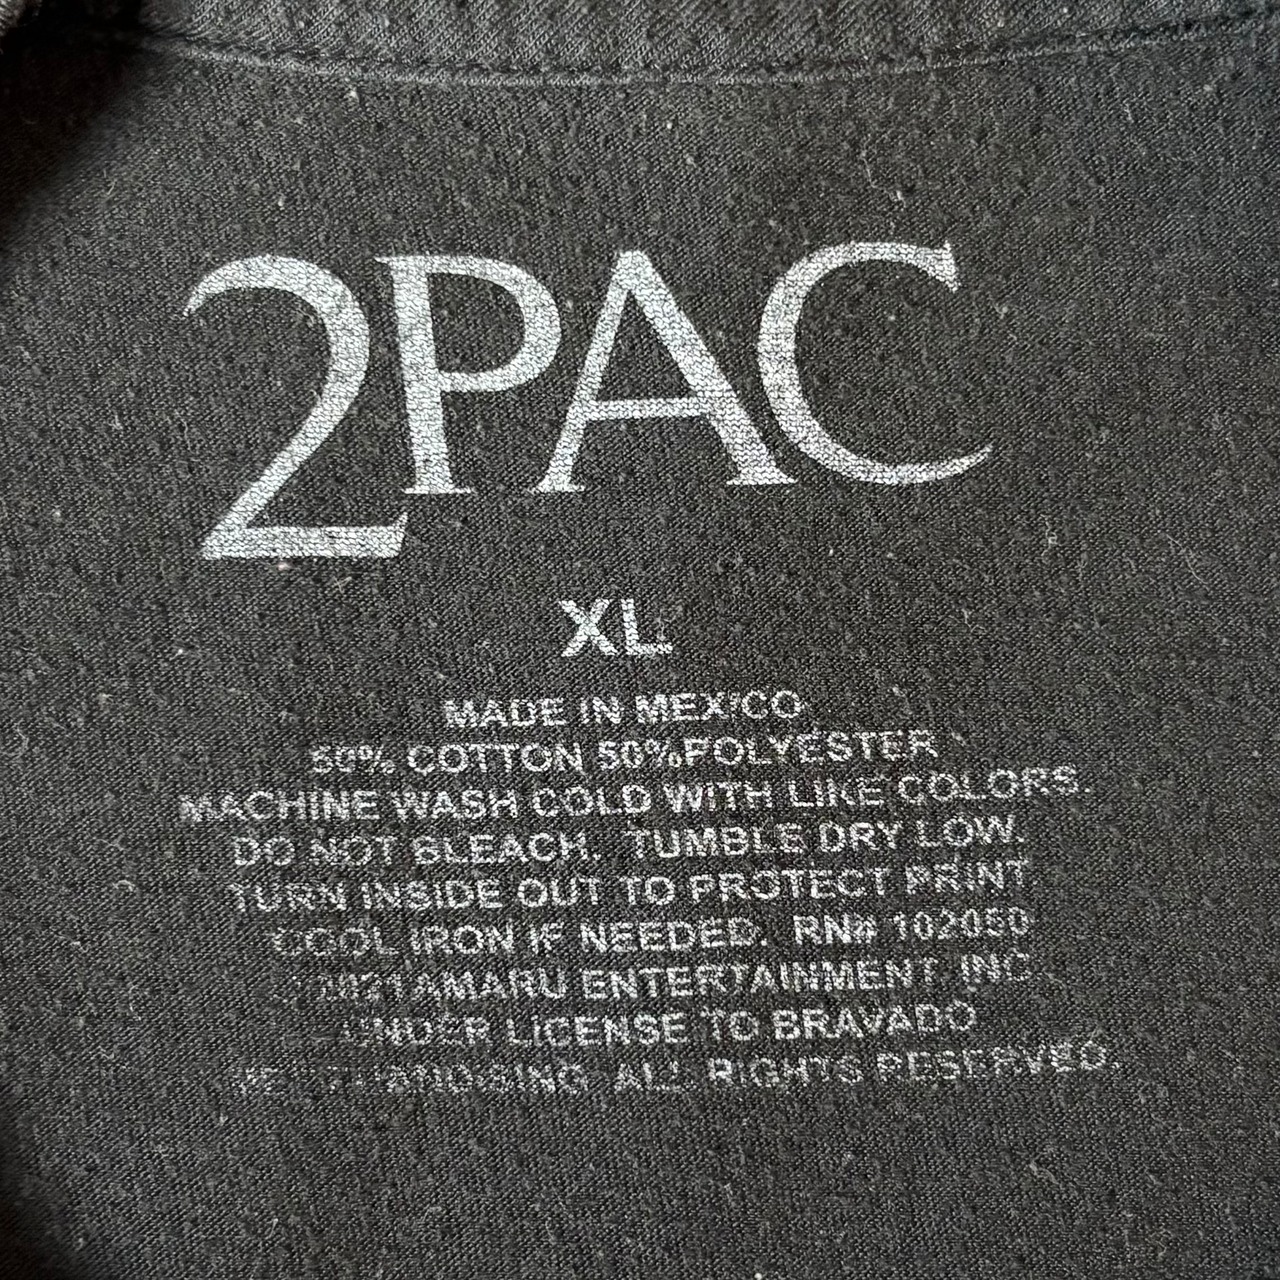 2PAC
XL
MADE IN MEXICO
50% COTTON 50%POLYESTER
MACHINE WASH COLD WITH LIKE COLORS.
DO NOT BLEACH. TUMBLE DRY LOW.
TURN INSIDE OUT TO PROTECT PRINT
COOL IRON IF NEEDED. RN# 102050
©2021 AMARU ENTERTAINMENT, INC.
UNDER LICENSE TO BRAVADO
MERCHANDISING. ALL RIGHTS RESERVED.